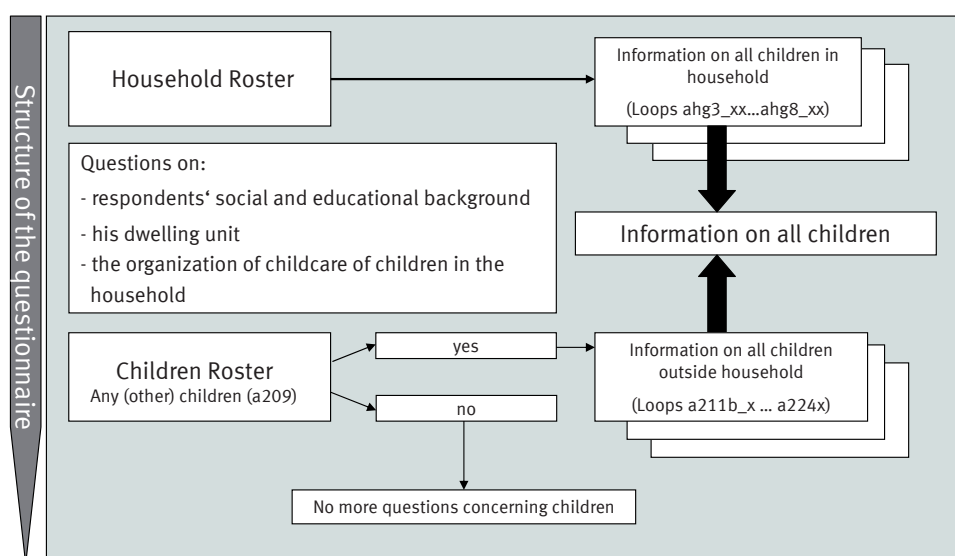 Structure of the questionnaire
Household Roster
Information on all children in
household
(Loops ahg3_xx...ahg8_xx)
Questions on:
- respondents‘ social and educational background
- his dwelling unit
- the organization of childcare of children in the
household
Information on all children
Children Roster
Any (other) children (a209)
yes
no
Information on all children
outside household
(Loops a211b_x ... a224x)
No more questions concerning children